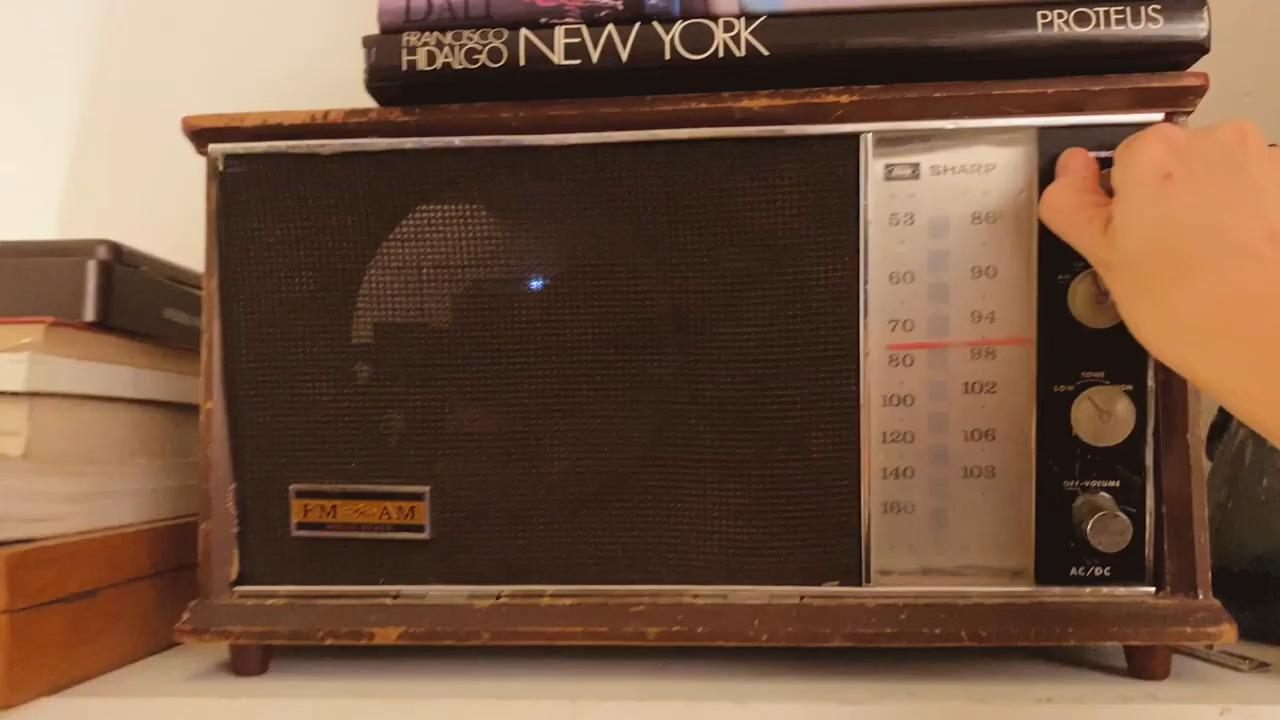 DALI
FRANCISCO
HIDALGO
NEW YORK
PROTEUS
SHARP
53 86
60 90
70 94
80 98
100 102
120 106
140 108
160
TONE
LOW
OFF-VOLUME
AC/DC
FM AM